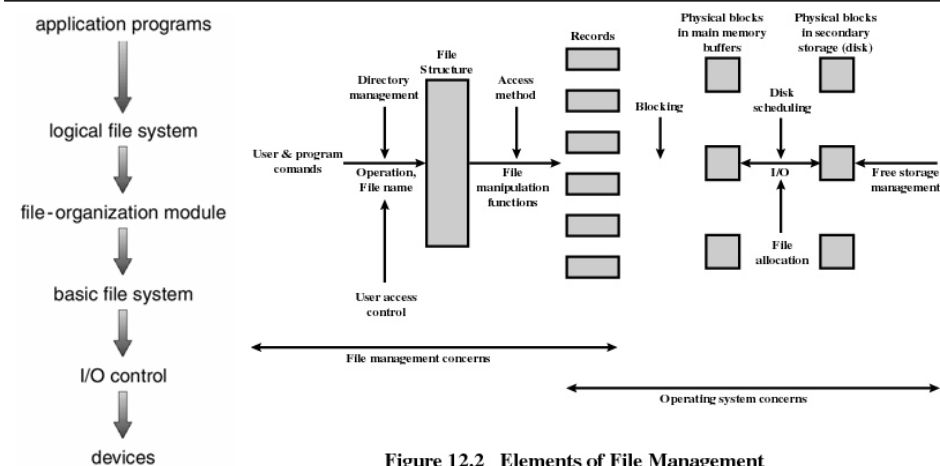 application programs
logical file system
file-organization module
basic file system
I/O control
devices
User & program
comands
Directory
management
Operation,
File name
User access
control
File
Structure
Access
method
File
manipulation
functions
Records
Blocking
Physical blocks
in main memory
buffers
Physical blocks
in secondary
storage (disk)
Disk
scheduling
I/O
File
allocation
Free storage
management
File management concerns
Operating system concerns
Figure 12.2 Elements of File Management